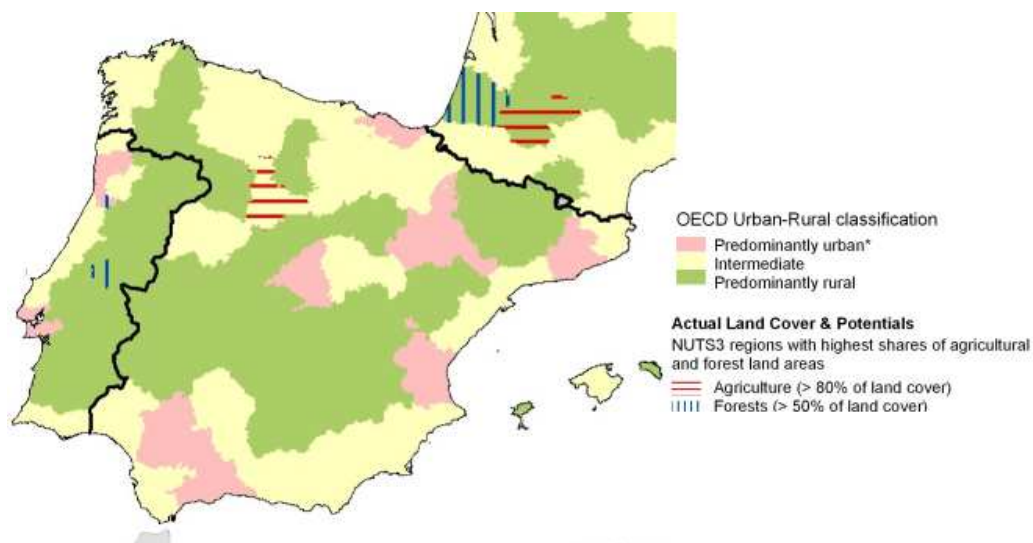 OECD Urban-Rural classification
Predominantly urban*
Intermediate
Predominantly rural
Actual Land Cover & Potentials
NUTS3 regions with highest shares of agricultural
and forest land areas
Agriculture (> 80% of land cover)
Forests (> 50% of land cover)